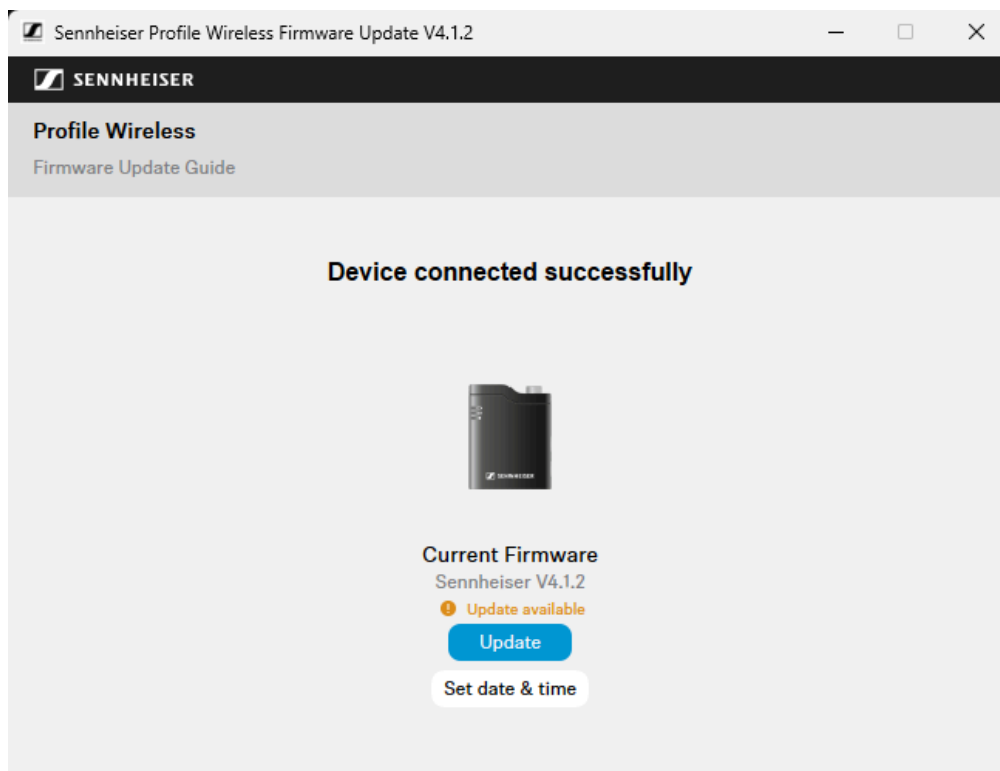 Sennheiser Profile Wireless Firmware Update V4.1.2
SENNHEISER
Profile Wireless
Firmware Update Guide
Device connected successfully
SENNHEISER
Current Firmware
Sennheiser V4.1.2
Update available
Update
Set date & time